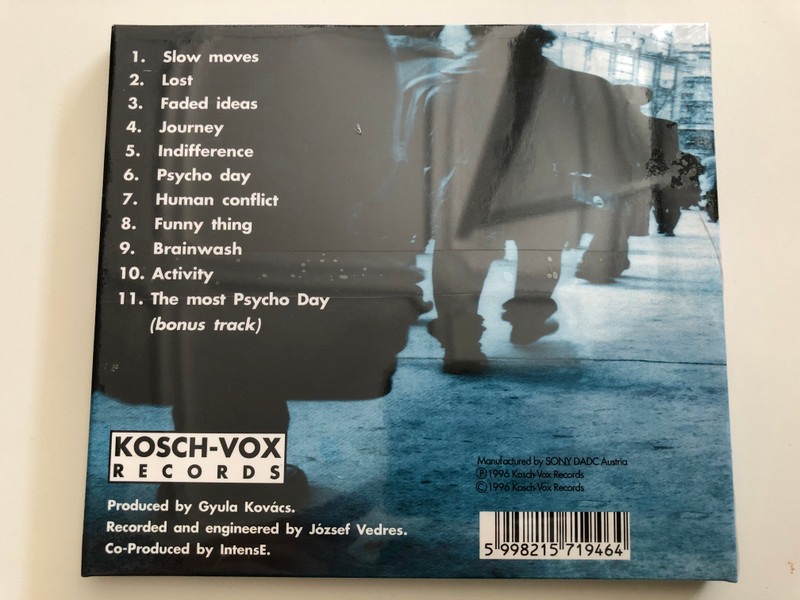 1. Slow moves
2. Lost
3. Faded ideas
4. Journey
5. Indifference
6. Psycho day
7. Human conflict
8. Funny thing
9. Brainwash
10. Activity
11. The most Psycho Day
(bonus track)
KOSCH-VOX
RECORDS
Produced by Gyula Kovács.
Recorded and engineered by József Vedres.
Co-Produced by IntensE.
Manufactured by SONY DADC Austria
℗1996 Kosch-Vox Records
©1996 Kosch-Vox Records
5 998215 719464